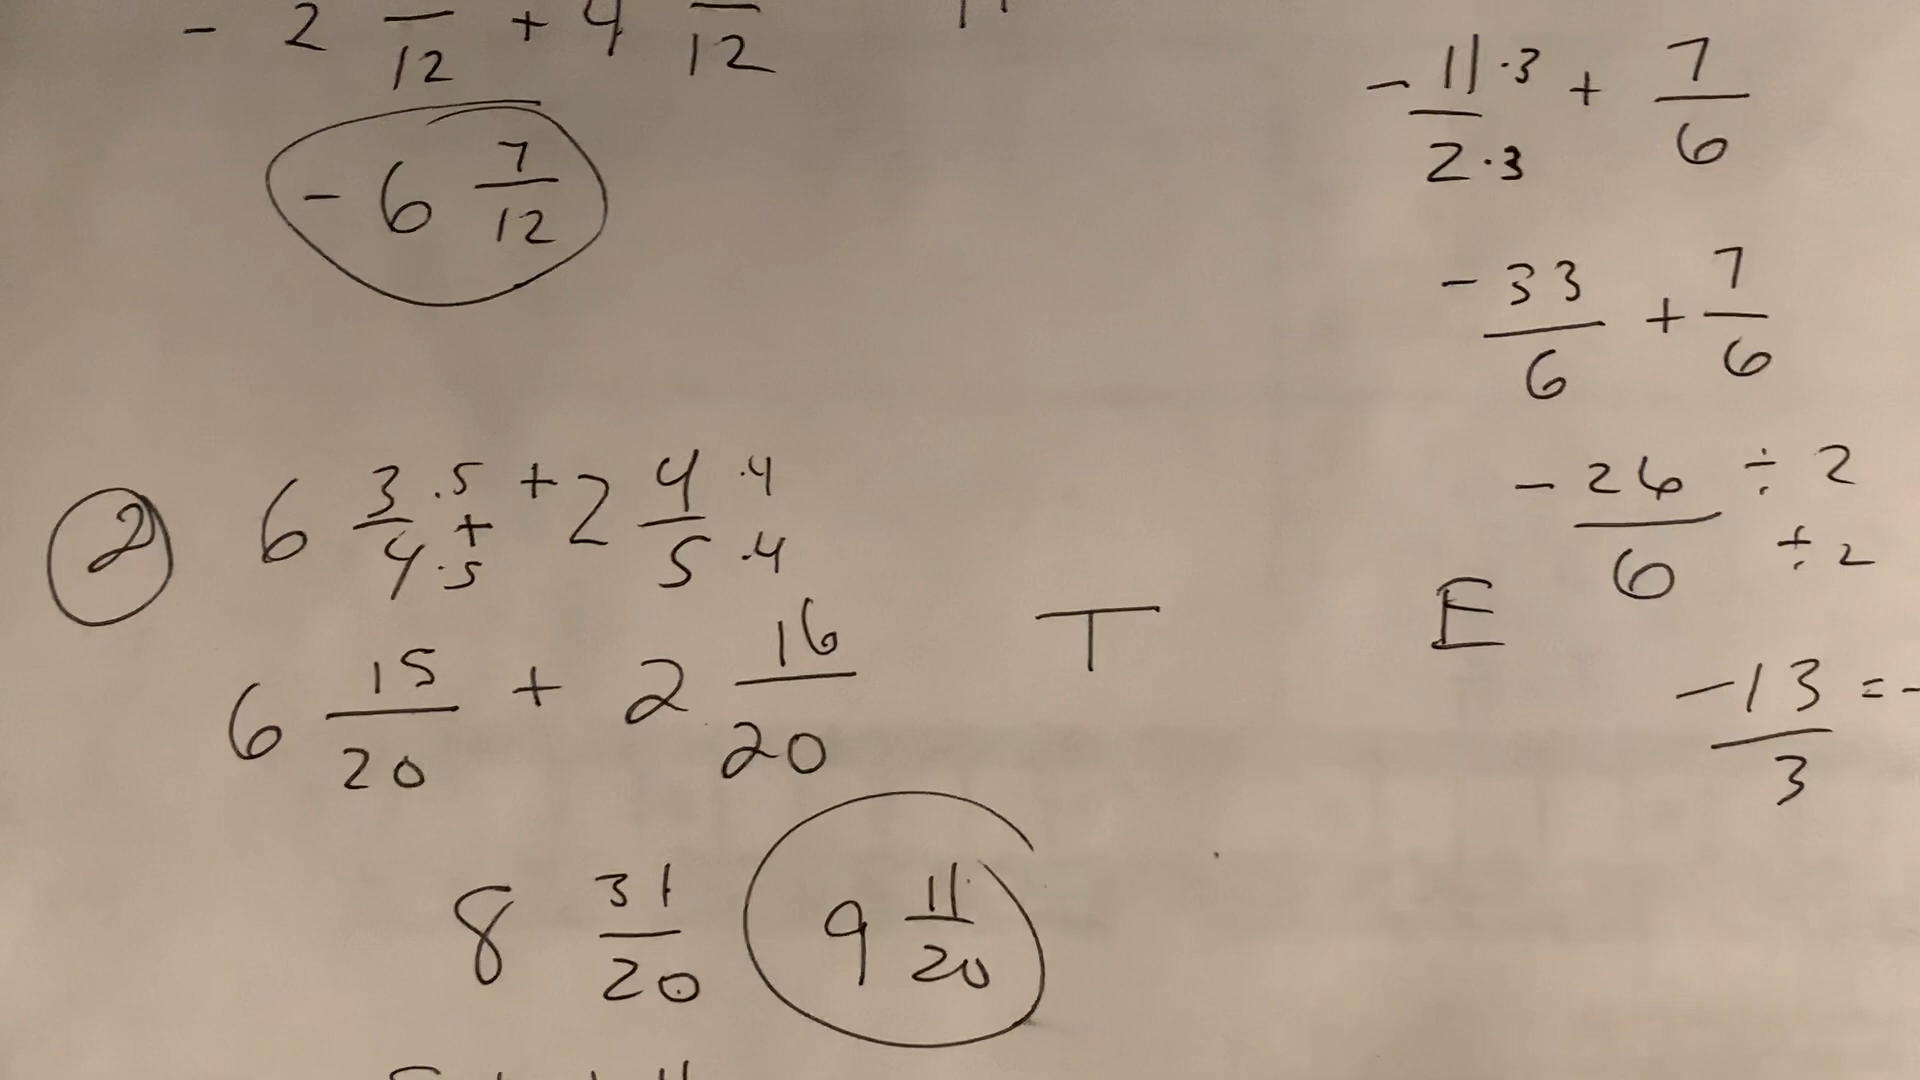 - 2 /12 + 4 /12
- 6 7/12
② 6 3·5/4·5 + + 2 4·4/5·4
6 15/20 + 2 16/20
T
8 31/20
9 11/20
- 11·3/2·3 + 7/6
- 33/6 + 7/6
- 26/6 ÷ 2 ÷ 2
E
-13/3 = -